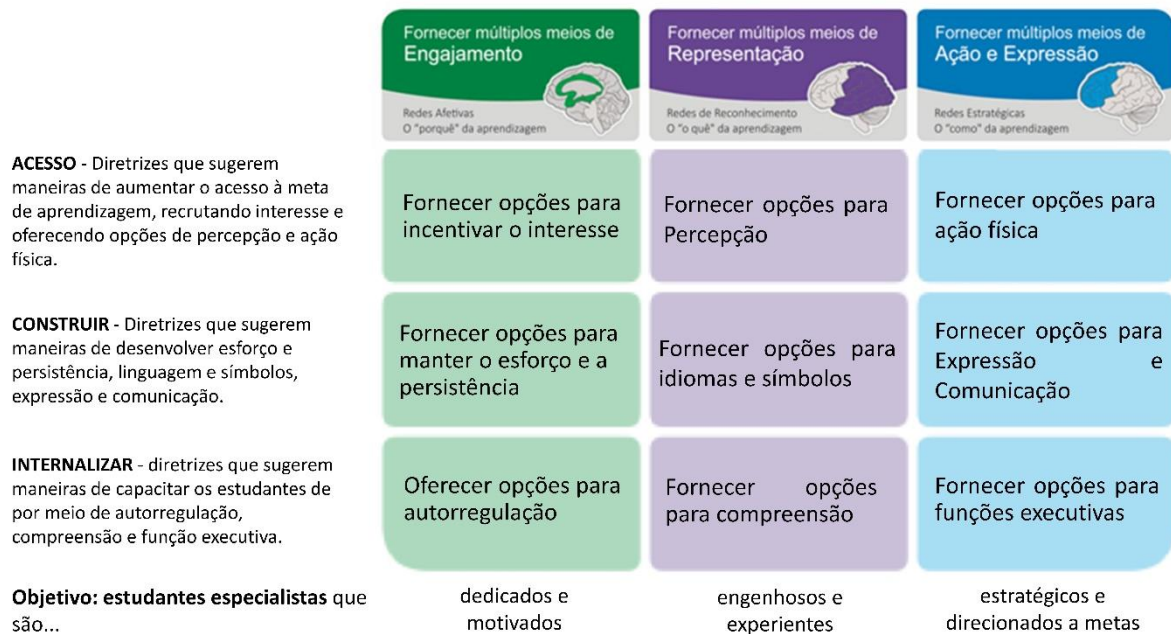 Fornecer múltiplos meios de
Engajamento
Redes Afetivas
O "porquê" da aprendizagem
Fornecer múltiplos meios de
Representação
Redes de Reconhecimento
O "o quê" da aprendizagem
Fornecer múltiplos meios de
Ação e Expressão
Redes Estratégicas
O "como" da aprendizagem
ACESSO - Diretrizes que sugerem
maneiras de aumentar o acesso à meta
de aprendizagem, recrutando interesse e
oferecendo opções de percepção e ação
física.
Fornecer opções para
incentivar o interesse
Fornecer opções para
Percepção
Fornecer opções para
ação física
CONSTRUIR - Diretrizes que sugerem
maneiras de desenvolver esforço e
persistência, linguagem e símbolos,
expressão e comunicação.
Fornecer opções para
manter o esforço e a
persistência
Fornecer opções para
idiomas e símbolos
Fornecer opções para
Expressão e
Comunicação
INTERNALIZAR - diretrizes que sugerem
maneiras de capacitar os estudantes de
por meio de autorregulação,
compreensão e função executiva.
Oferecer opções para
autorregulação
Fornecer opções
para compreensão
Fornecer opções para
funções executivas
Objetivo: estudantes especialistas que
são...
dedicados e
motivados
engenhosos e
experientes
estratégicos e
direcionados a metas